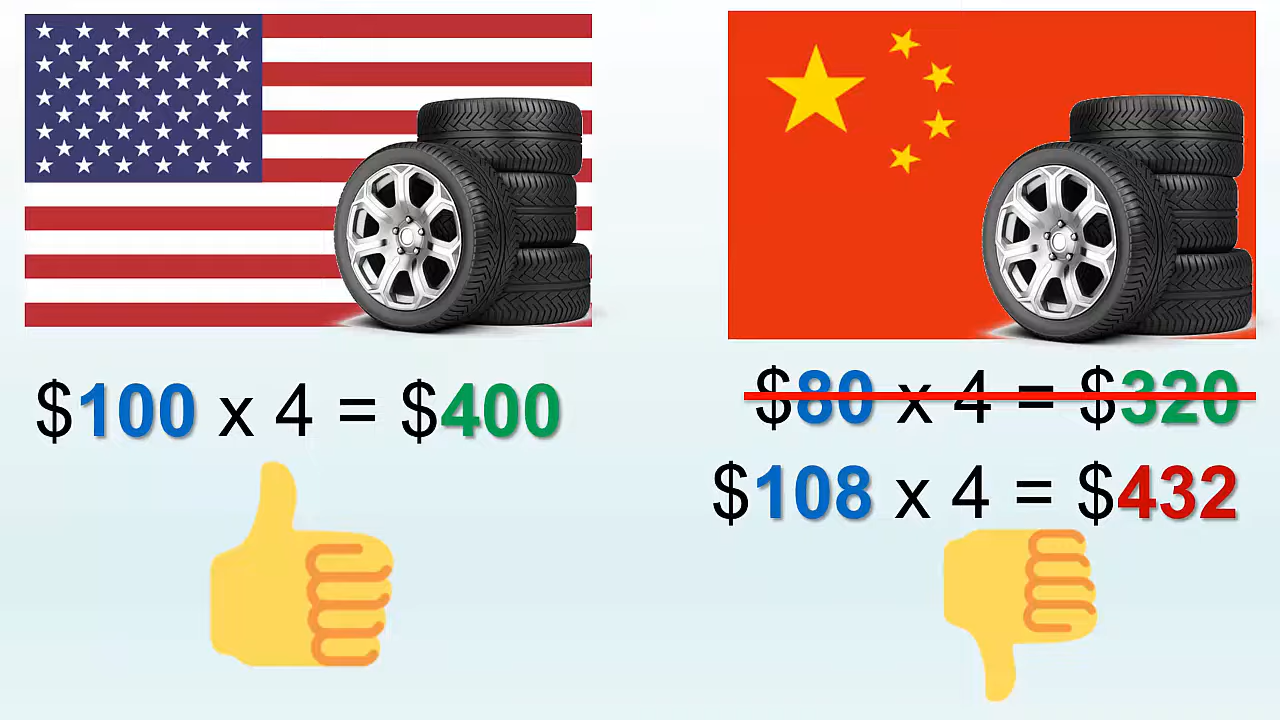 $100 x 4 = $400
$80 x 4 = $320
$108 x 4 = $432